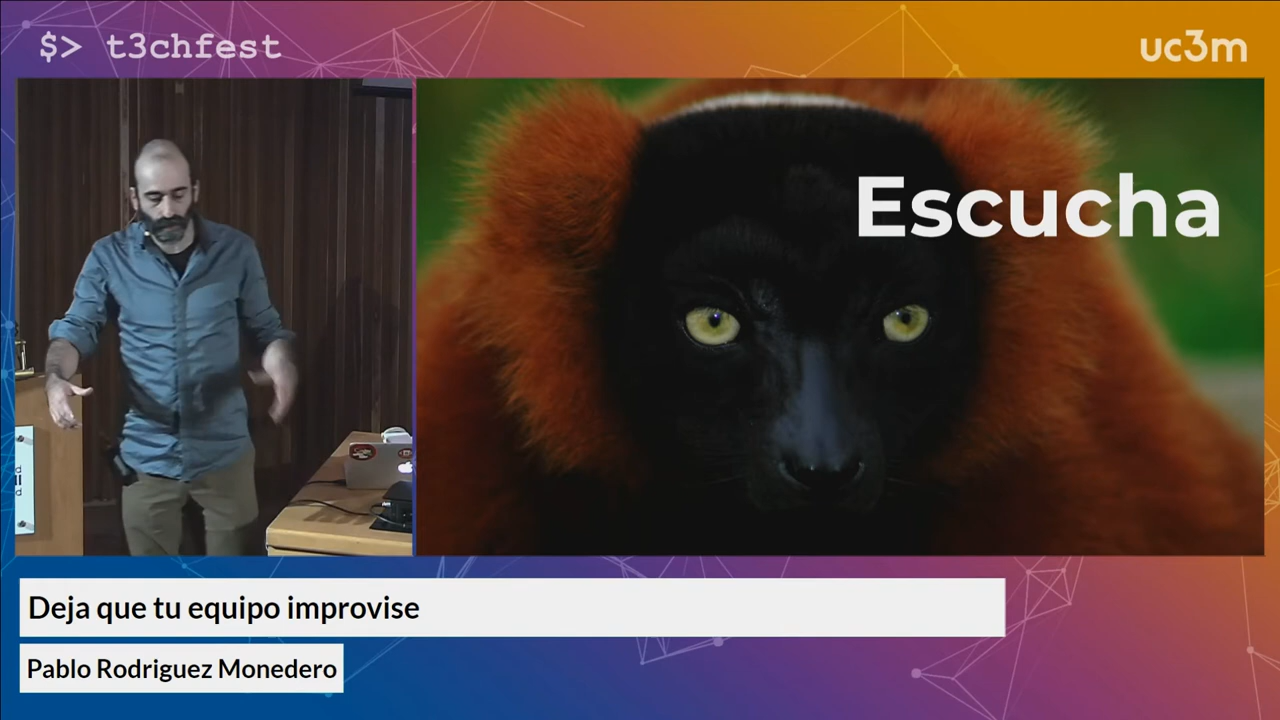 $> t3chfest
uc3m
Escucha
Deja que tu equipo improvise
Pablo Rodriguez Monedero